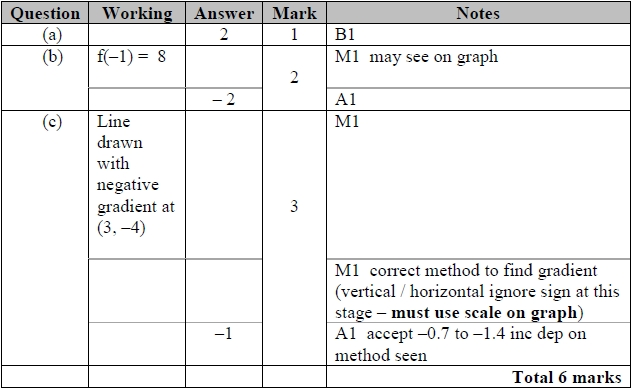 Question Working Answer Mark Notes
(a) 2 1 B1
(b) f(–1) = 8 2 M1 may see on graph
– 2 A1
(c) Line 3 M1
drawn
with
negative
gradient at
(3, –4)
M1 correct method to find gradient
(vertical / horizontal ignore sign at this
stage – must use scale on graph)
–1 A1 accept –0.7 to –1.4 inc dep on
method seen
Total 6 marks